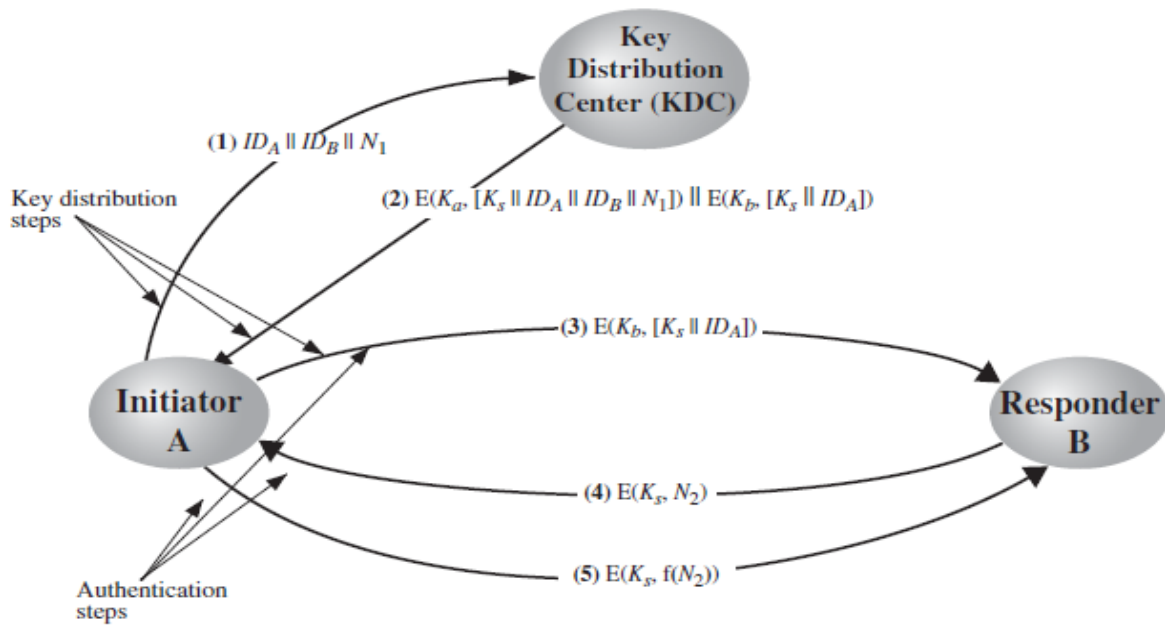 Key
Distribution
Center (KDC)
(1) ID_A || ID_B || N_1
Key distribution
steps
(2) E(K_a, [K_s || ID_A || ID_B || N_1]) || E(K_b, [K_s || ID_A])
(3) E(K_b, [K_s || ID_A])
Initiator
A
Responder
B
(4) E(K_s, N_2)
(5) E(K_s, f(N_2))
Authentication
steps